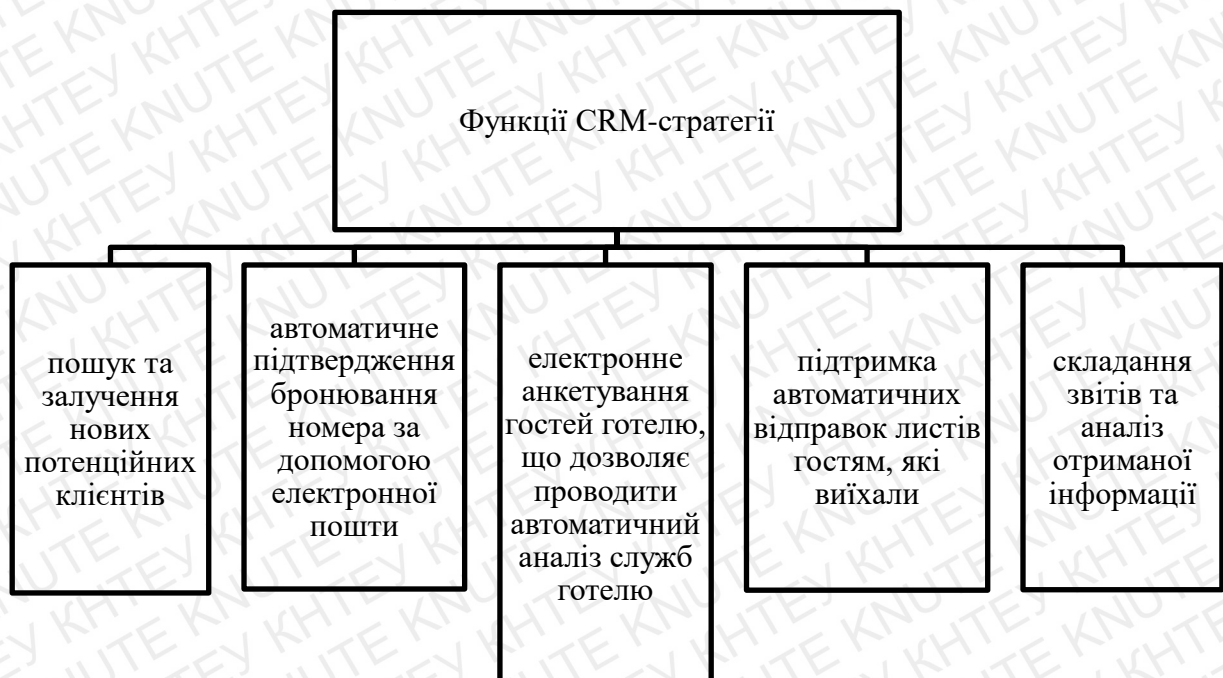 Функції CRM-стратегії
пошук та
залучення
нових
потенційних
клієнтів
автоматичне
підтвердження
бронювання
номера за
допомогою
електронної
пошти
електронне
анкетування
гостей готелю,
що дозволяє
проводити
автоматичний
аналіз служб
готелю
підтримка
автоматичних
відправок листів
гостям, які
виїхали
складання
звітів та
аналіз
отриманої
інформації